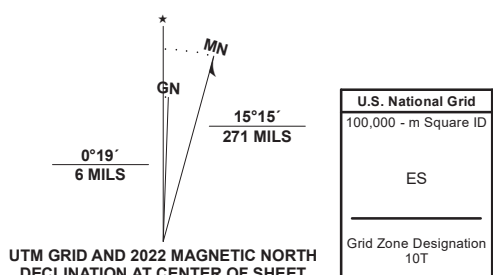 ★
MN
GN
15°15´
271 MILS
0°19´
6 MILS
UTM GRID AND 2022 MAGNETIC NORTH
DECLINATION AT CENTER OF SHEET
U.S. National Grid
100,000 - m Square ID
ES
Grid Zone Designation
10T